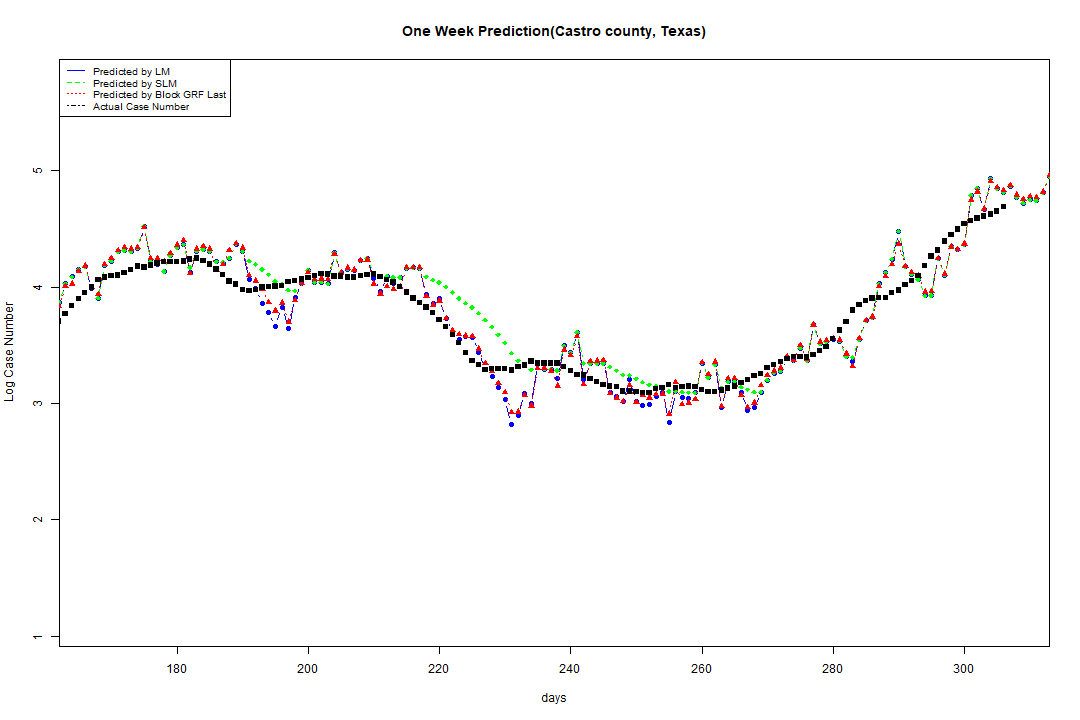 One Week Prediction(Castro county, Texas)
Predicted by LM
Predicted by SLM
Predicted by Block GRF Last
Actual Case Number
5
4
3
2
1
Log Case Number
180 200 220 240 260 280 300
days